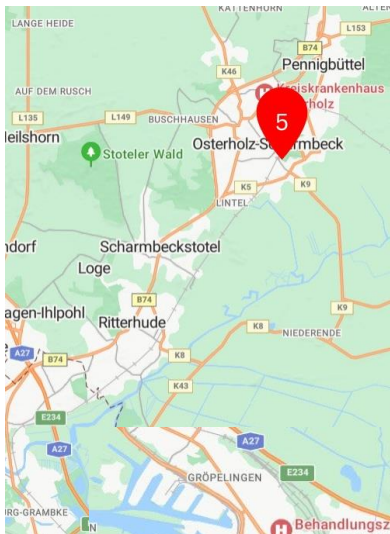 KATTENHORN
ALTEN
LANGE HEIDE
L153
B74
Pennigbüttel
K46
AUF DEM RUSCH
H Kreiskrankenhaus
L135
L149
BUSCHHAUSEN
5
Heilshorn
Stoteler Wald
Osterholz-Scharmbeck
K5
K9
LINTEL
ndorf
Scharmbeckstotel
Loge
B74
K9
agen-Ihlpohl
Ritterhude
K8
NIEDERENDE
A27
B74
K8
K43
E234
A27
A27
E234
GRÖPELINGEN
RG-GRAMBKE
N
H Behandlungsz